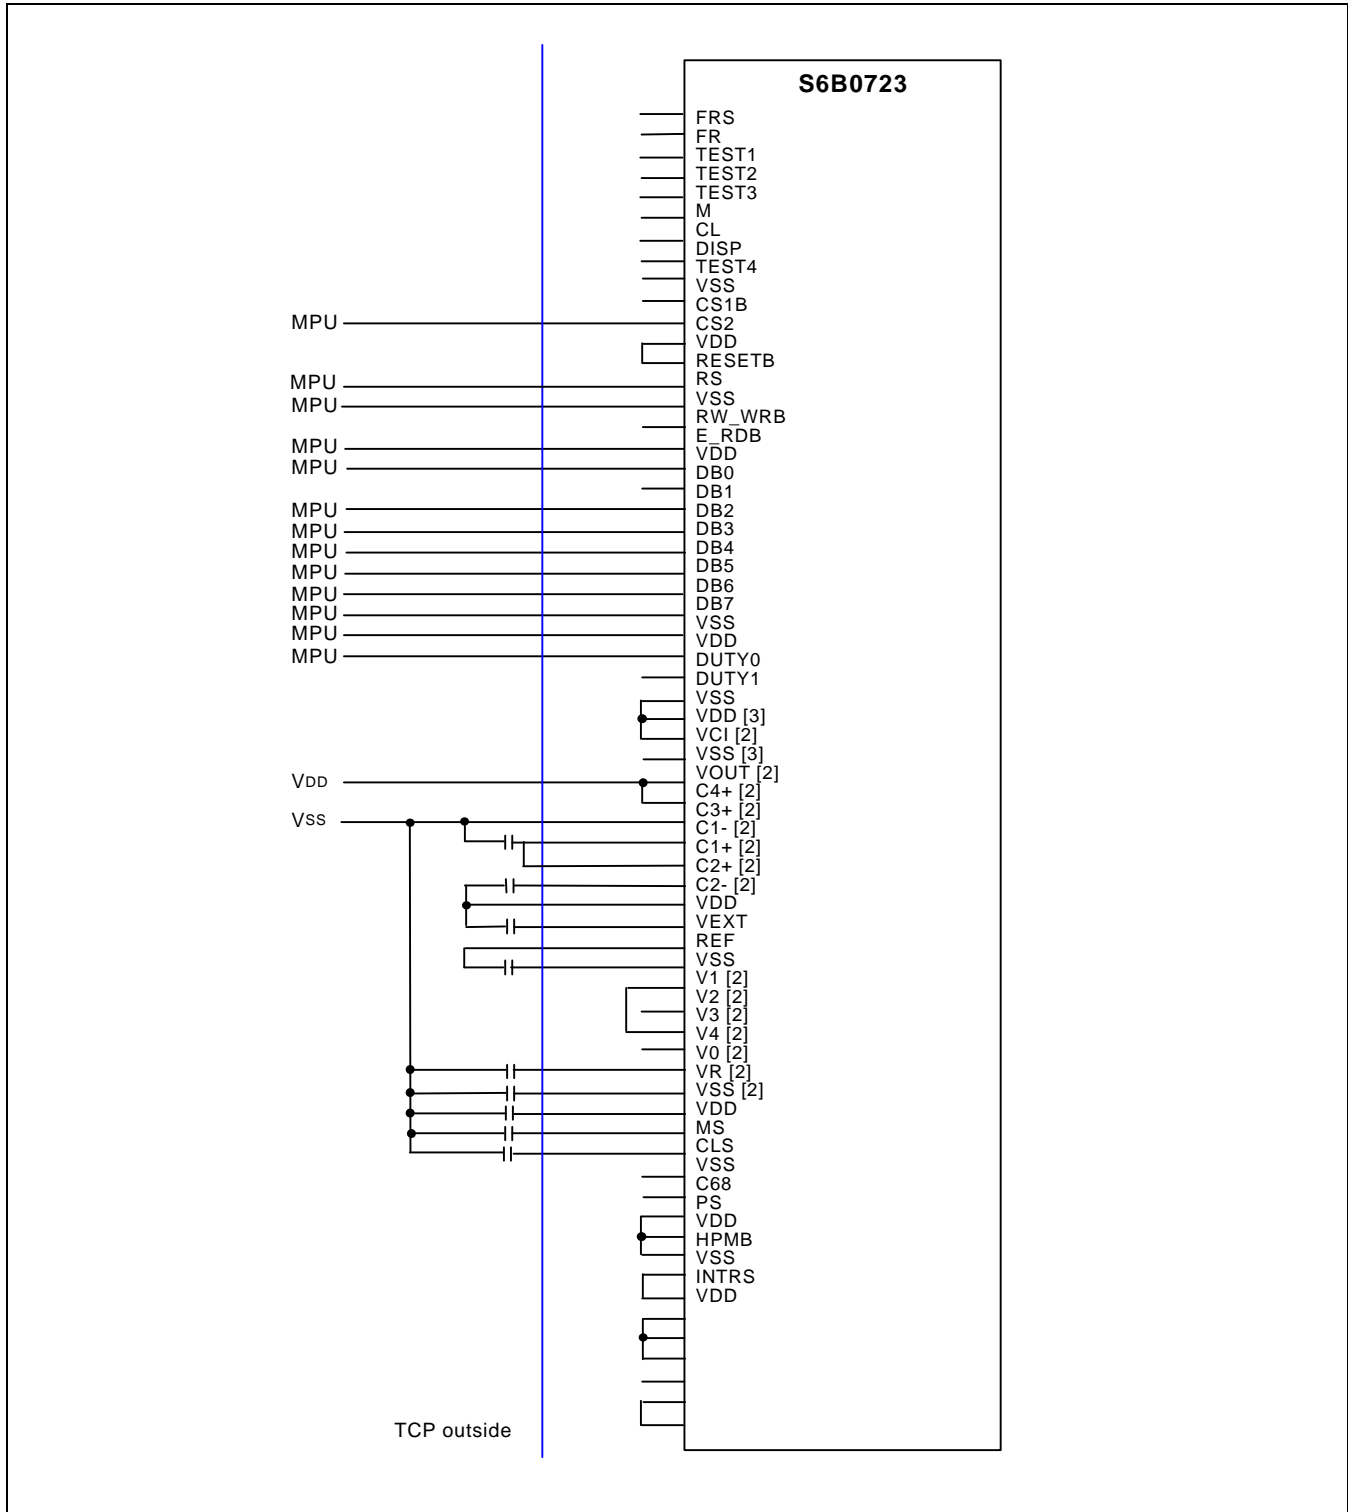 S6B0723
FRS
FR
TEST1
TEST2
TEST3
M
CL
DISP
TEST4
VSS
CS1B
MPU CS2
VDD
RESETB
MPU RS
MPU VSS
RW_WRB
E_RDB
MPU VDD
MPU DB0
DB1
MPU DB2
MPU DB3
MPU DB4
MPU DB5
MPU DB6
MPU DB7
VSS
MPU VDD
MPU DUTY0
DUTY1
VSS
VDD [3]
VCI [2]
VSS [3]
VOUT [2]
VDD C4+ [2]
C3+ [2]
VSS C1- [2]
C1+ [2]
C2+ [2]
C2- [2]
VDD
VEXT
REF
VSS
V1 [2]
V2 [2]
V3 [2]
V4 [2]
V0 [2]
VR [2]
VSS [2]
VDD
MS
CLS
VSS
C68
PS
VDD
HPMB
VSS
INTRS
VDD
TCP outside